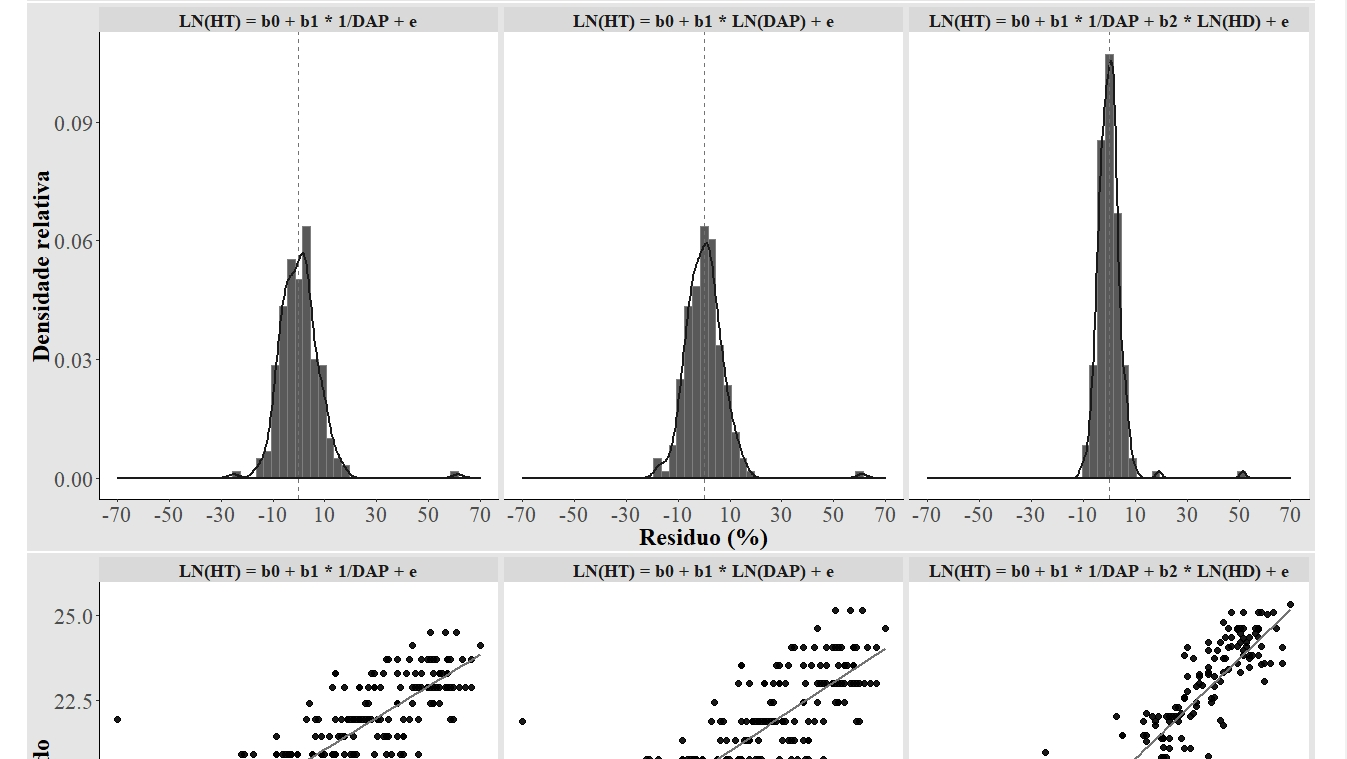 LN(HT) = b0 + b1 * 1/DAP + e
LN(HT) = b0 + b1 * LN(DAP) + e
LN(HT) = b0 + b1 * 1/DAP + b2 * LN(HD) + e
Densidade relativa
0.09
0.06
0.03
0.00
-70 -50 -30 -10 10 30 50 70
-70 -50 -30 -10 10 30 50 70
-70 -50 -30 -10 10 30 50 70
Residuo (%)
LN(HT) = b0 + b1 * 1/DAP + e
LN(HT) = b0 + b1 * LN(DAP) + e
LN(HT) = b0 + b1 * 1/DAP + b2 * LN(HD) + e
25.0
22.5
do